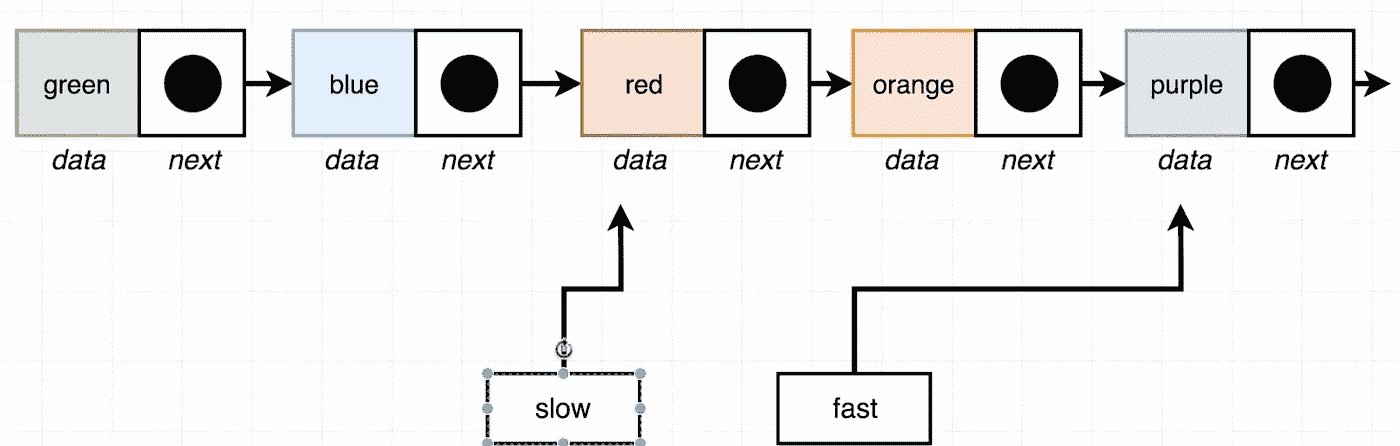 green blue red orange purple
data next data next data next data next data next
slow fast